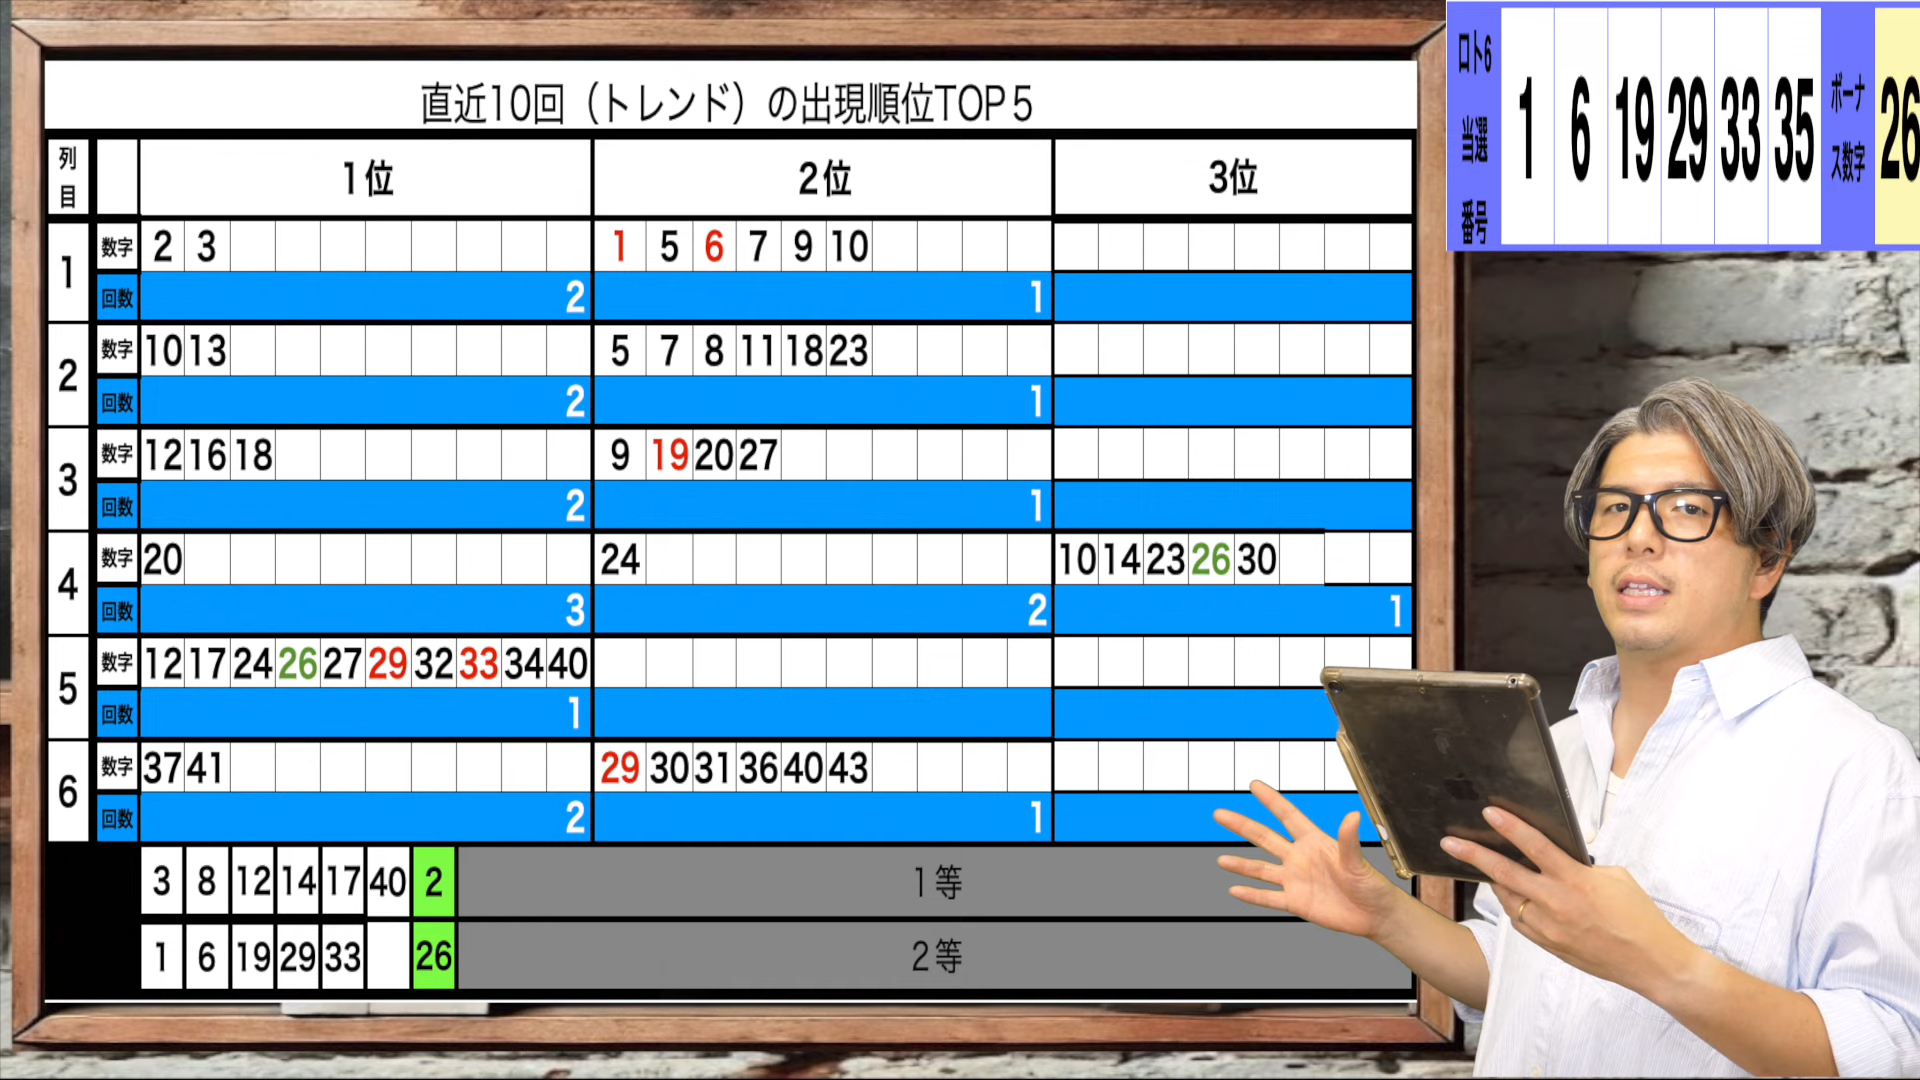 直近10回（トレンド）の出現順位TOP5
列目 1位 2位 3位
1 数字 2 3 1 5 6 7 9 10
回数 2 1
2 数字 10 13 5 7 8 11 18 23
回数 2 1
3 数字 12 16 18 9 19 20 27
回数 2 1
4 数字 20 24 10 14 23 26 30
回数 3 2 1
5 数字 12 17 24 26 27 29 32 33 34 40
回数 1
6 数字 37 41 29 30 31 36 40 43
回数 2 1
3 8 12 14 17 40 2 1等
1 6 19 29 33 26 2等
ロト6 当選番号 1 6 19 29 33 35 ボーナス数字 26